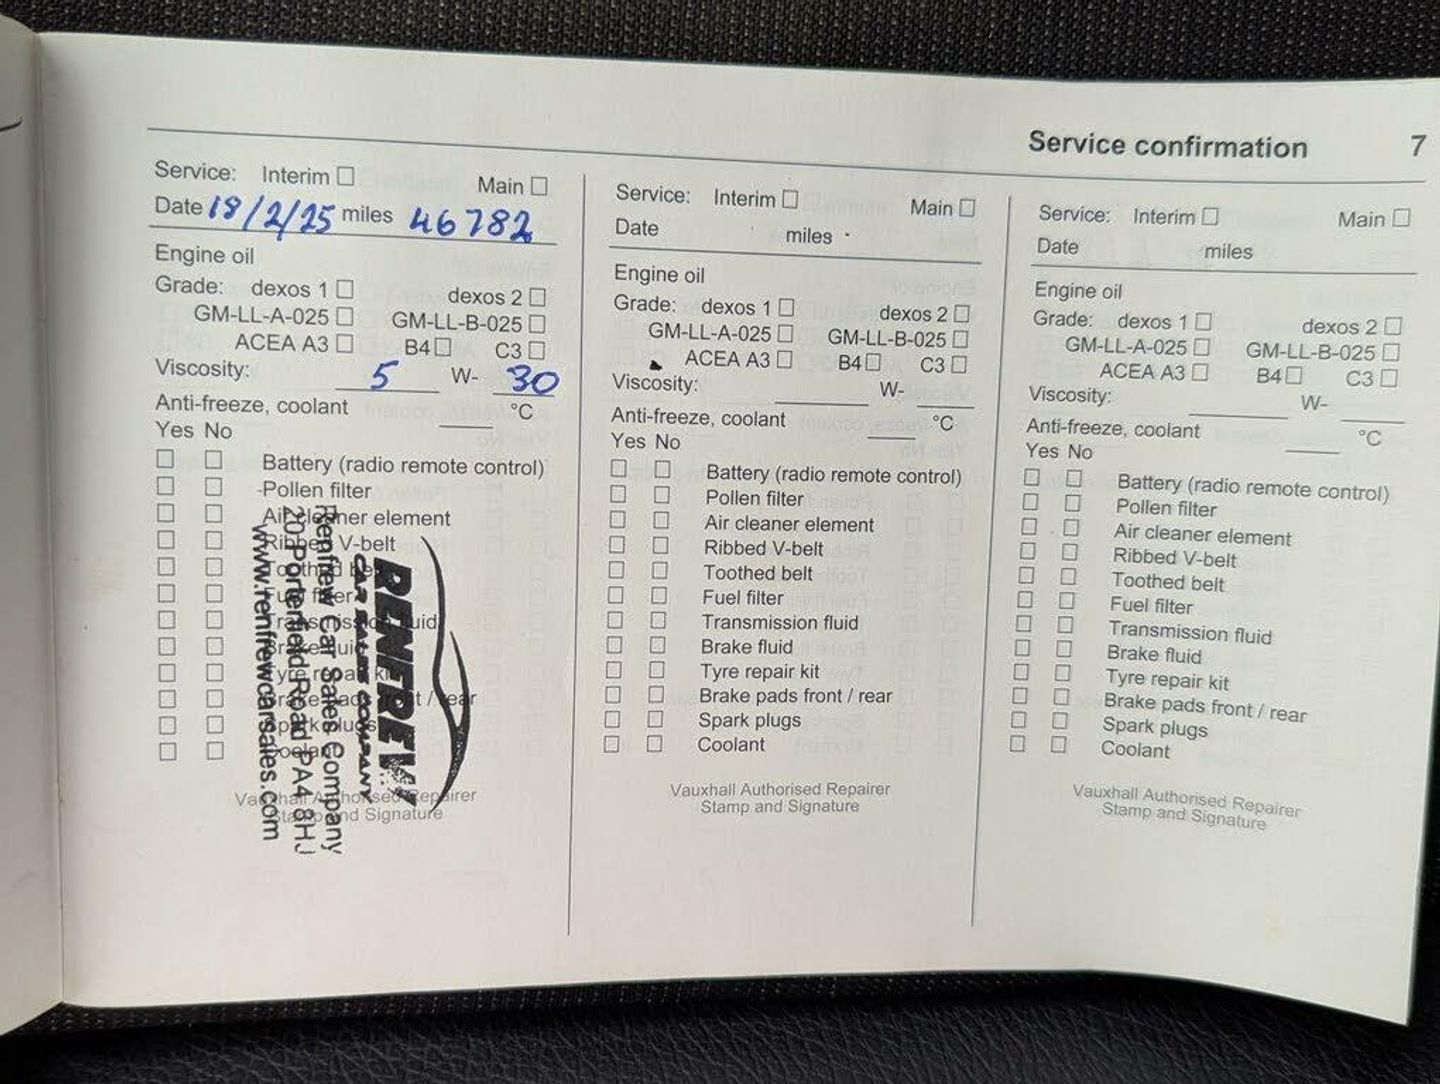 Service confirmation 7
Service: Interim Main
Date 18/2/25 miles 46782
Engine oil
Grade: dexos 1 dexos 2
GM-LL-A-025 GM-LL-B-025
ACEA A3 B4 C3
Viscosity: 5 W- 30
Anti-freeze, coolant °C
Yes No
Battery (radio remote control)
Pollen filter
Air cleaner element
Ribbed V-belt
Toothed belt
Fuel filter
Transmission fluid
Brake fluid
Tyre repair kit
Brake pads front / rear
Spark plugs
Coolant
Vauxhall Authorised Repairer
Stamp and Signature
RENFREW
CAR SALES COMPANY
Renfrew Car Sales Company
20 Porterfield Road PA4 8HJ
www.renfrewcarsales.com
Service: Interim Main
Date miles
Engine oil
Grade: dexos 1 dexos 2
GM-LL-A-025 GM-LL-B-025
ACEA A3 B4 C3
Viscosity: W-
Anti-freeze, coolant °C
Yes No
Battery (radio remote control)
Pollen filter
Air cleaner element
Ribbed V-belt
Toothed belt
Fuel filter
Transmission fluid
Brake fluid
Tyre repair kit
Brake pads front / rear
Spark plugs
Coolant
Vauxhall Authorised Repairer
Stamp and Signature
Service: Interim Main
Date miles
Engine oil
Grade: dexos 1 dexos 2
GM-LL-A-025 GM-LL-B-025
ACEA A3 B4 C3
Viscosity: W-
Anti-freeze, coolant °C
Yes No
Battery (radio remote control)
Pollen filter
Air cleaner element
Ribbed V-belt
Toothed belt
Fuel filter
Transmission fluid
Brake fluid
Tyre repair kit
Brake pads front / rear
Spark plugs
Coolant
Vauxhall Authorised Repairer
Stamp and Signature